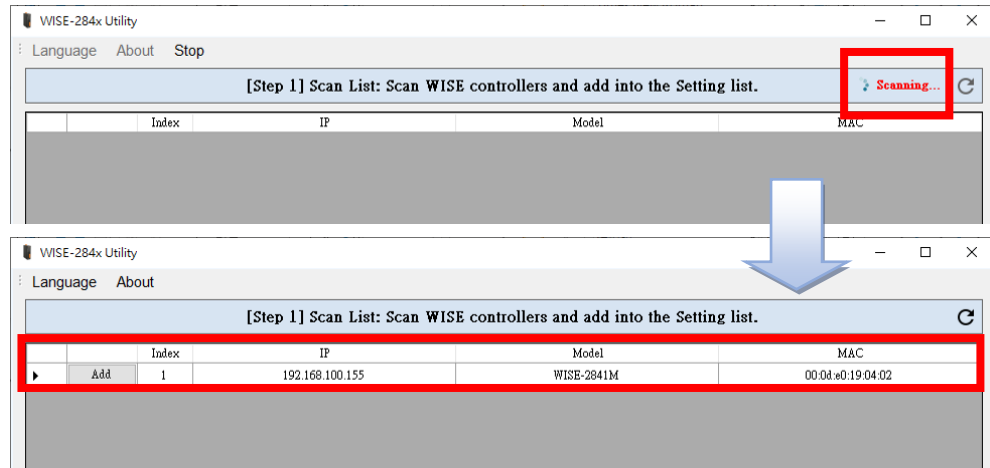 WISE-284x Utility
Language About Stop
[Step 1] Scan List: Scan WISE controllers and add into the Setting list. Scanning...
Index IP Model MAC
WISE-284x Utility
Language About
[Step 1] Scan List: Scan WISE controllers and add into the Setting list.
Index IP Model MAC
Add 1 192.168.100.155 WISE-2841M 00:0d:e0:19:04:02